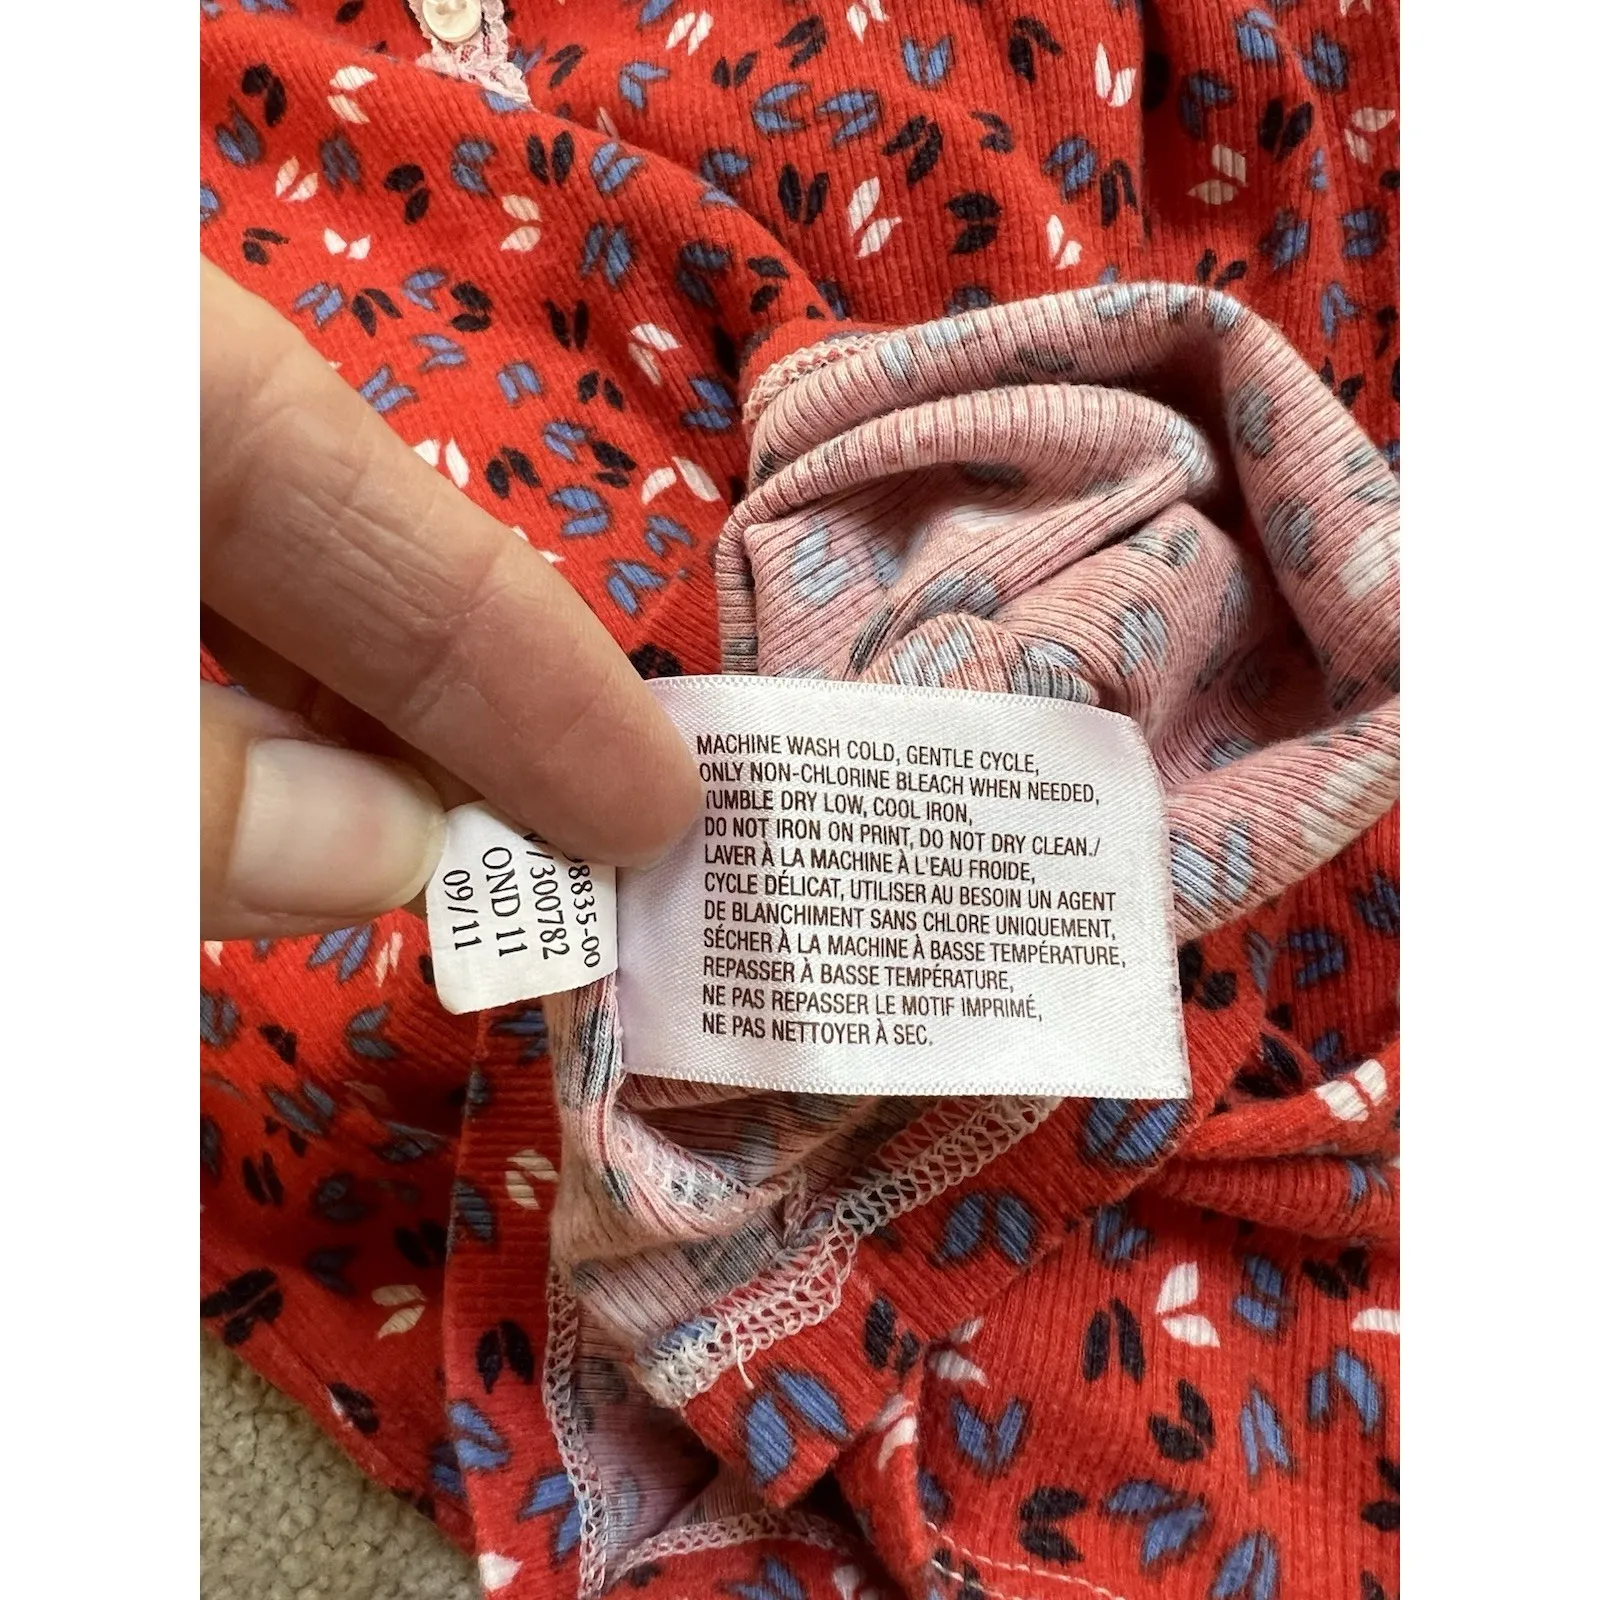 MACHINE WASH COLD, GENTLE CYCLE,
ONLY NON-CHLORINE BLEACH WHEN NEEDED,
TUMBLE DRY LOW, COOL IRON,
DO NOT IRON ON PRINT, DO NOT DRY CLEAN./
LAVER À LA MACHINE À L'EAU FROIDE,
CYCLE DÉLICAT, UTILISER AU BESOIN UN AGENT
DE BLANCHIMENT SANS CHLORE UNIQUEMENT,
SÉCHER À LA MACHINE À BASSE TEMPÉRATURE,
REPASSER À BASSE TEMPÉRATURE,
NE PAS REPASSER LE MOTIF IMPRIMÉ,
NE PAS NETTOYER À SEC.
8835-00
/300782
OND 11
09/11